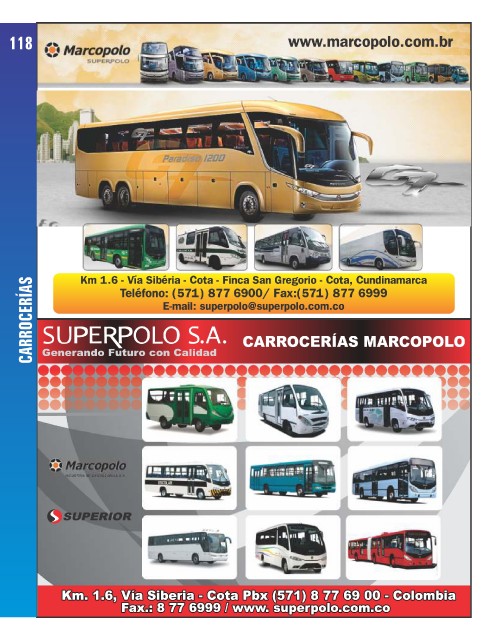 118
CARROCERÍAS
Marcopolo
SUPERPOLO
www.marcopolo.com.br
Paradiso 1200
Km 1.6 - Vía Sibéria - Cota - Finca San Gregorio - Cota, Cundinamarca
Teléfono: (571) 877 6900/ Fax:(571) 877 6999
E-mail: superpolo@superpolo.com.co
SUPERPOLO S.A.
Generando Futuro con Calidad
CARROCERÍAS MARCOPOLO
Marcopolo
ESCOLAR
SUPERIOR
Km. 1.6, Via Siberia - Cota Pbx (571) 8 77 69 00 - Colombia
Fax.: 8 77 6999 / www. superpolo.com.co